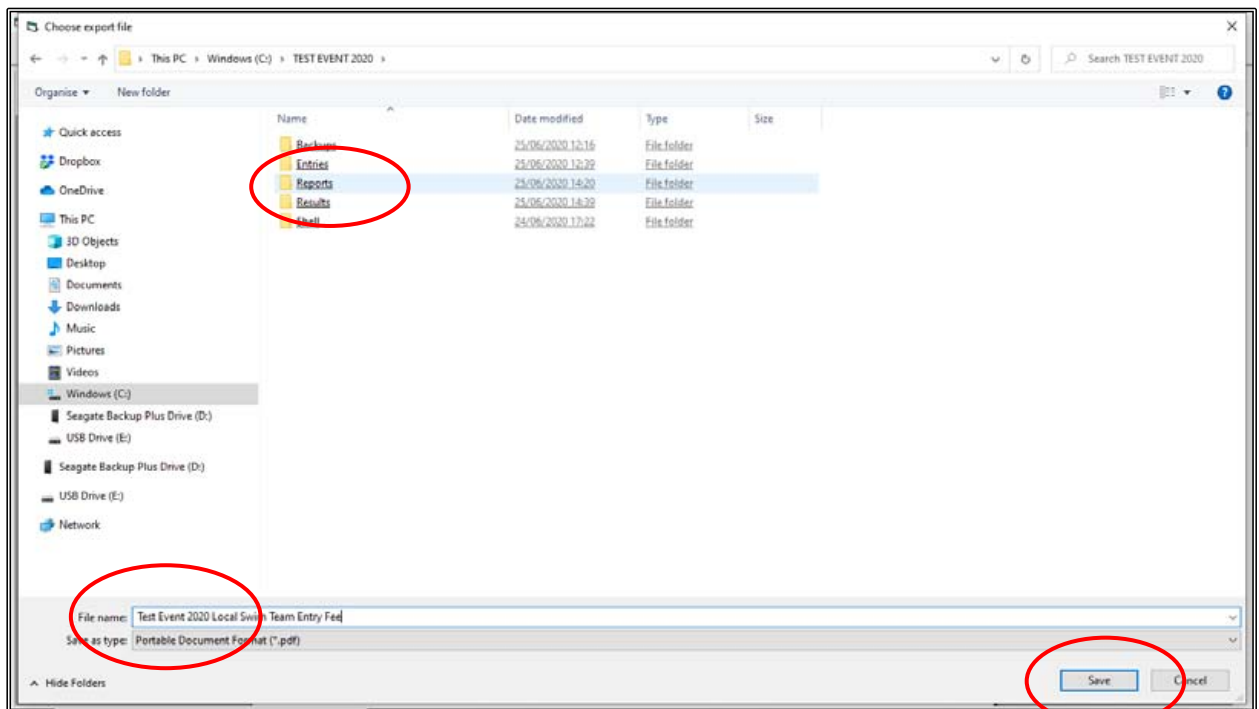 Choose export file
This PC › Windows (C:) › TEST EVENT 2020 ›
Search TEST EVENT 2020
Organise
New folder
Name
Date modified
Type
Size
Backups
25/06/2020 12:16
File folder
Entries
25/06/2020 12:39
File folder
Reports
25/06/2020 14:20
File folder
Results
25/06/2020 14:39
File folder
Shell
24/06/2020 17:22
File folder
Quick access
Dropbox
OneDrive
This PC
3D Objects
Desktop
Documents
Downloads
Music
Pictures
Videos
Windows (C:)
Seagate Backup Plus Drive (D:)
USB Drive (E:)
Seagate Backup Plus Drive (D:)
USB Drive (E:)
Network
File name: Test Event 2020 Local Swim Team Entry Fee
Save as type: Portable Document Format (*.pdf)
Hide Folders
Save
Cancel